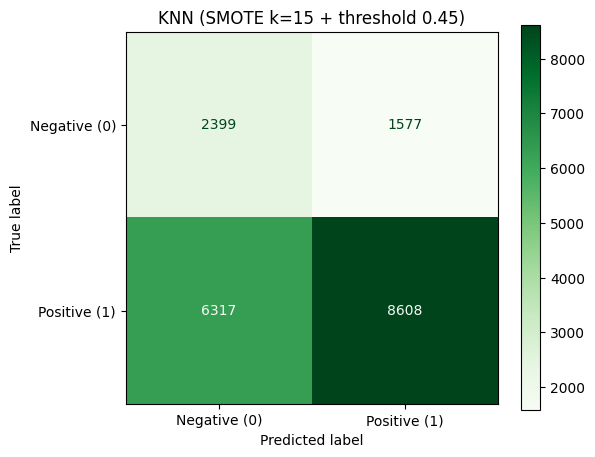 KNN (SMOTE k=15 + threshold 0.45)
True label
Negative (0)
2399
1577
Positive (1)
6317
8608
Negative (0)
Positive (1)
Predicted label
8000
7000
6000
5000
4000
3000
2000